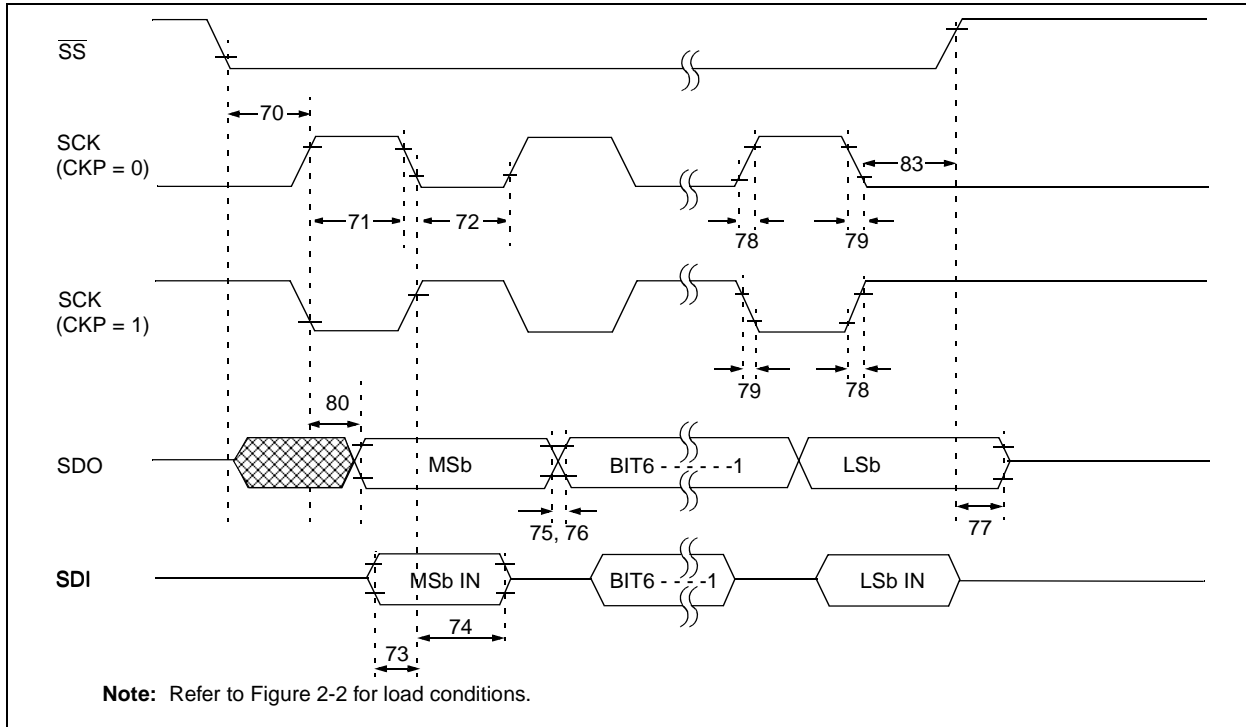 SS
70
SCK
(CKP = 0)
83
71
72
78
79
SCK
(CKP = 1)
79
78
80
SDO
MSb
BIT6 - - - - - -1
LSb
75, 76
77
SDI
MSb IN
BIT6 - - - -1
LSb IN
74
73
Note: Refer to Figure 2-2 for load conditions.